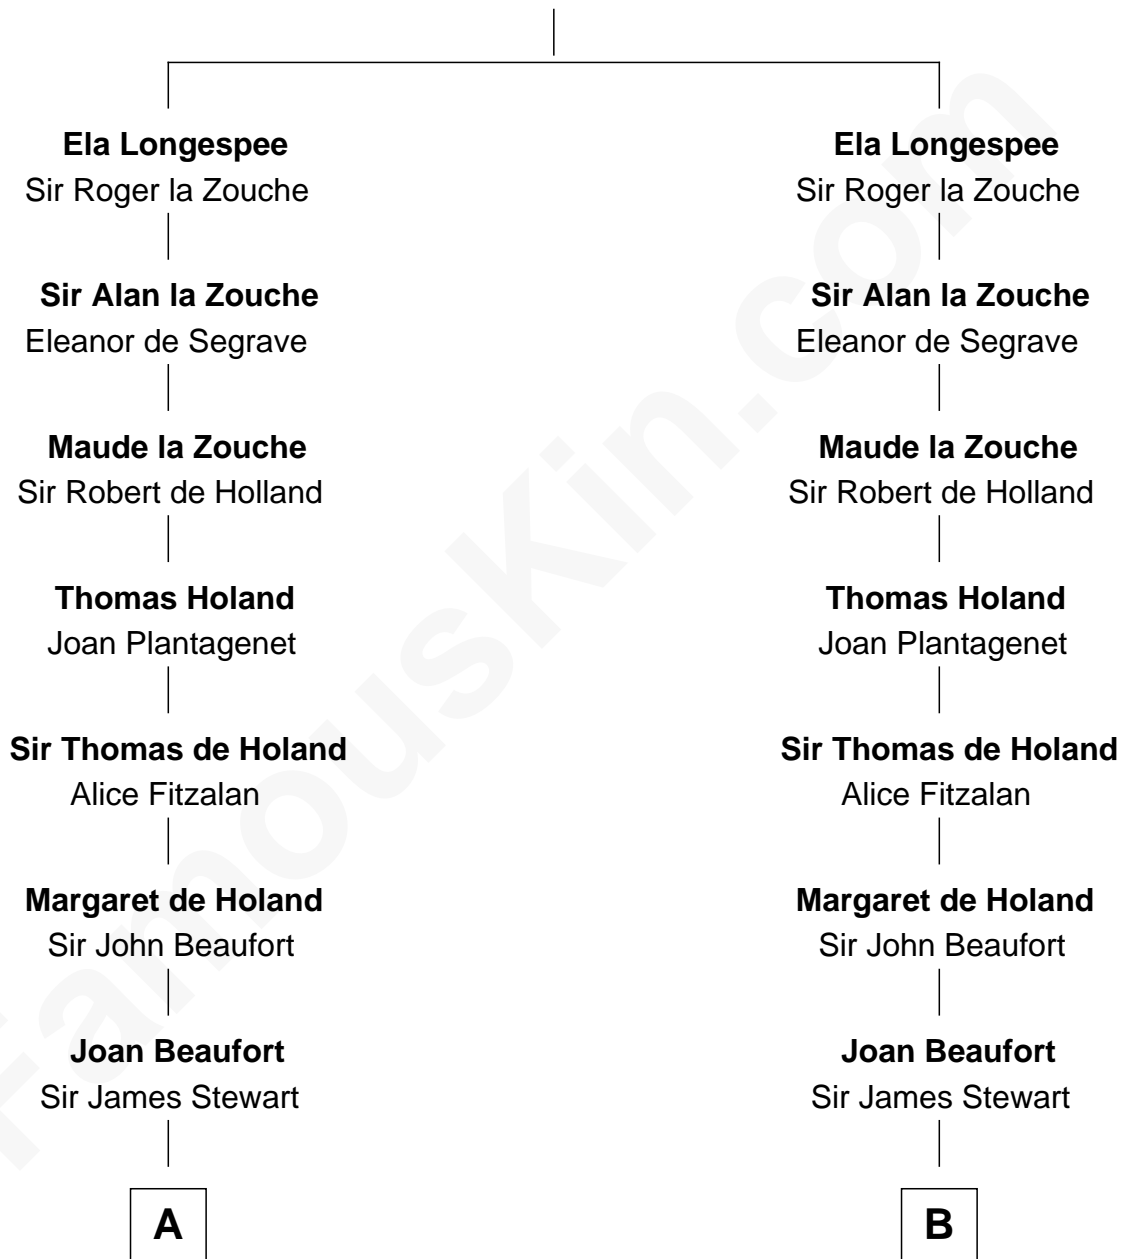 Ela Longespee
Sir Roger la Zouche
Sir Alan la Zouche
Eleanor de Segrave
Maude la Zouche
Sir Robert de Holland
Thomas Holand
Joan Plantagenet
Sir Thomas de Holand
Alice Fitzalan
Margaret de Holand
Sir John Beaufort
Joan Beaufort
Sir James Stewart
A
Ela Longespee
Sir Roger la Zouche
Sir Alan la Zouche
Eleanor de Segrave
Maude la Zouche
Sir Robert de Holland
Thomas Holand
Joan Plantagenet
Sir Thomas de Holand
Alice Fitzalan
Margaret de Holand
Sir John Beaufort
Joan Beaufort
Sir James Stewart
B
FamousKin.com